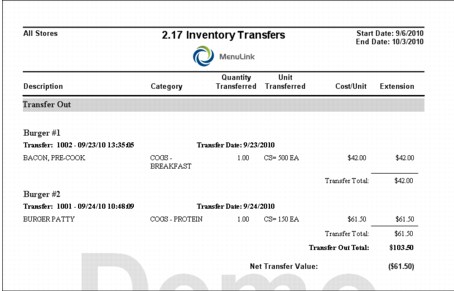 All Stores
2.17 Inventory Transfers
Start Date: 9/6/2010
End Date: 10/3/2010
MenuLink
Description Category Quantity Transferred Unit Transferred Cost/Unit Extension
Transfer Out
Burger #1
Transfer: 1002 - 09/23/10 13:35:05 Transfer Date: 9/23/2010
BACON, PRE-COOK COGS - BREAKFAST 1.00 CS= 500 EA $42.00 $42.00
Transfer Total: $42.00
Burger #2
Transfer: 1001 - 09/24/10 10:48:09 Transfer Date: 9/24/2010
BURGER PATTY COGS - PROTEIN 1.00 CS= 150 EA $61.50 $61.50
Transfer Total: $61.50
Transfer Out Total: $103.50
Net Transfer Value: ($61.50)
Demo